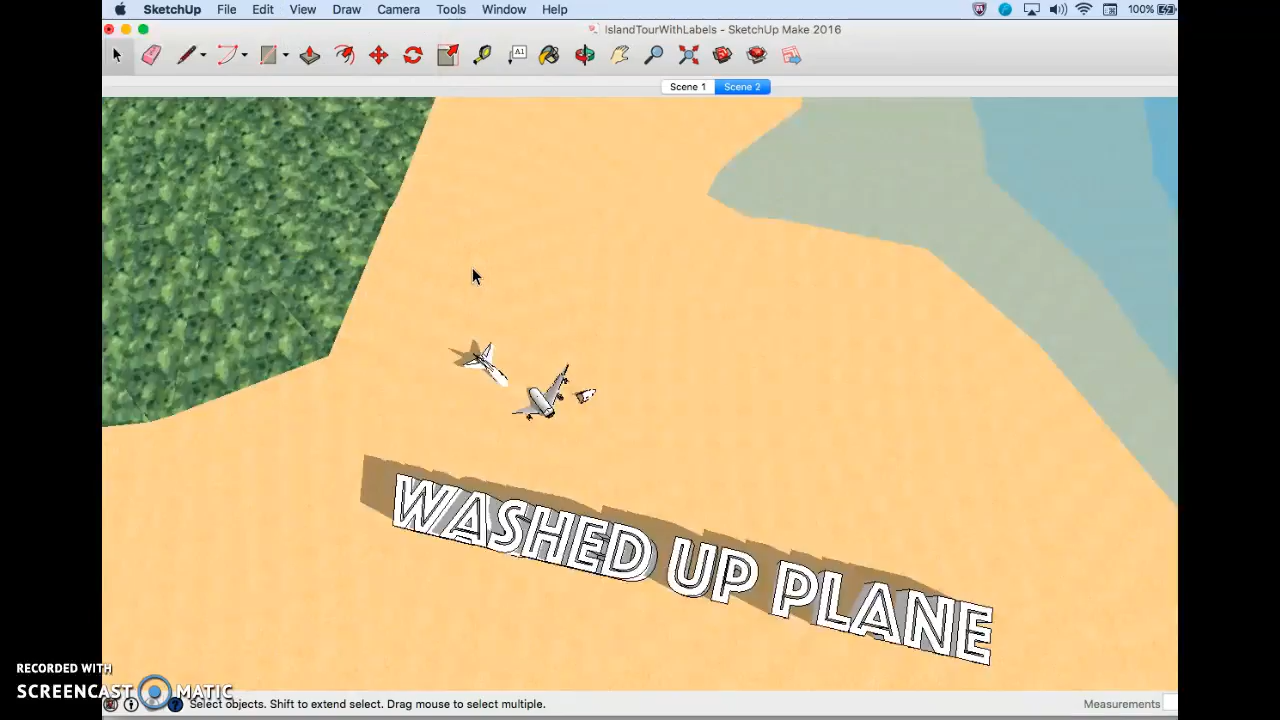 SketchUp File Edit View Draw Camera Tools Window Help 100%
IslandTourWithLabels - SketchUp Make 2016
A1
Scene 1 Scene 2
WASHED UP PLANE
RECORDED WITH
SCREENCAST MATIC
Select objects. Shift to extend select. Drag mouse to select multiple. Measurements